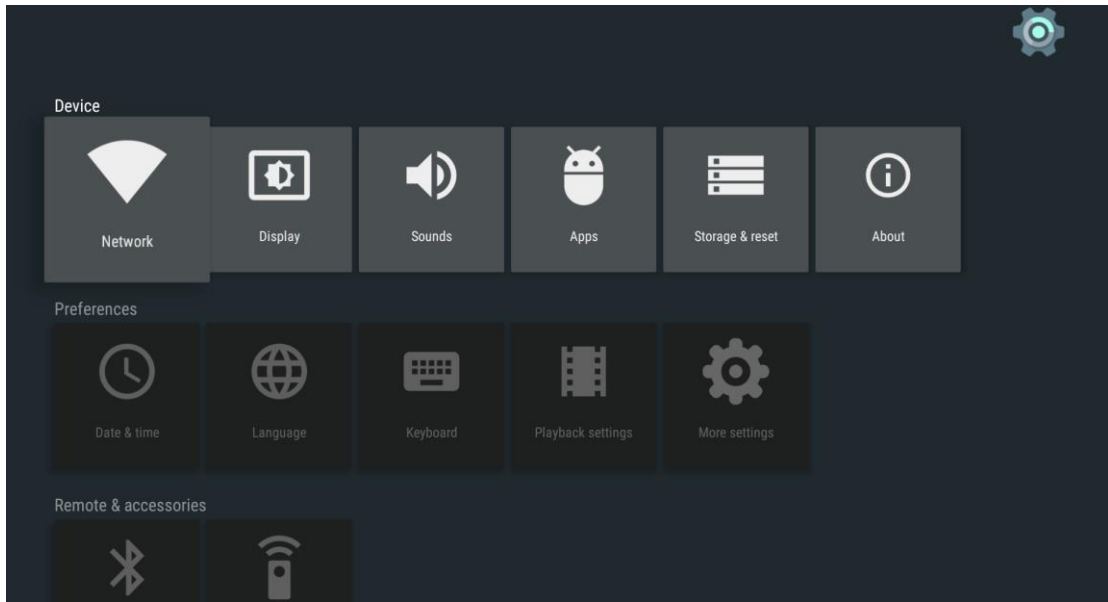 Device
Network
Display
Sounds
Apps
Storage & reset
About
Preferences
Date & time
Language
Keyboard
Playback settings
More settings
Remote & accessories